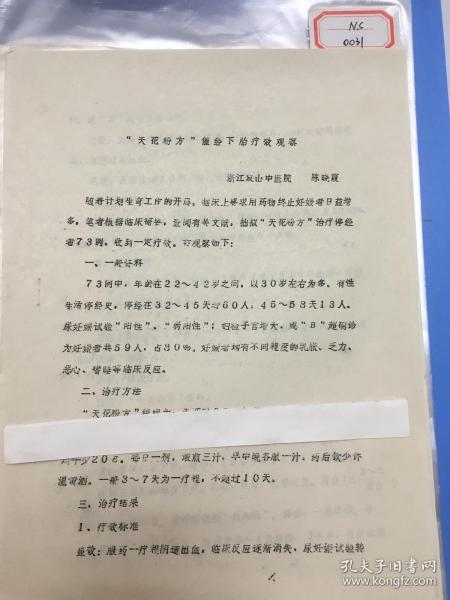 NS
0031
“天花粉方”催经下胎疗效观察
浙江 山中医院 陈晓霞
随着计划生育工作的开展，临床上要求用药物终止妊娠者日益增
多，笔者根据临床 ，查阅有关文献，拙拟“天花粉方”治疗停经
者73例，收到一定疗效。 观察如下：
一、一般资料
73例中，年龄在22～42岁之间，以30岁左右为多。有性
生活停经史，停经在32～45天者60人，45～53天13人。
尿妊娠试验“阳性”、“弱阳性”；妇检子宫增大，或“B”超确诊
为妊娠者共59人，占80%。妊娠者均有不同程度的乳胀、乏力、
恶心、嗜睡等临床反应。
二、治疗方法
“天花粉方”
20g。每日一剂，浓煎三汁，早中晚各服一汁，药后饮少许
温黄酒。一般3～7天为一疗程，不超过10天。
三、治疗结果
1、疗效标准
显效：服药一疗程阴道出血，临床反应逐渐消失、尿妊娠试验转
1.
孔夫子旧书网